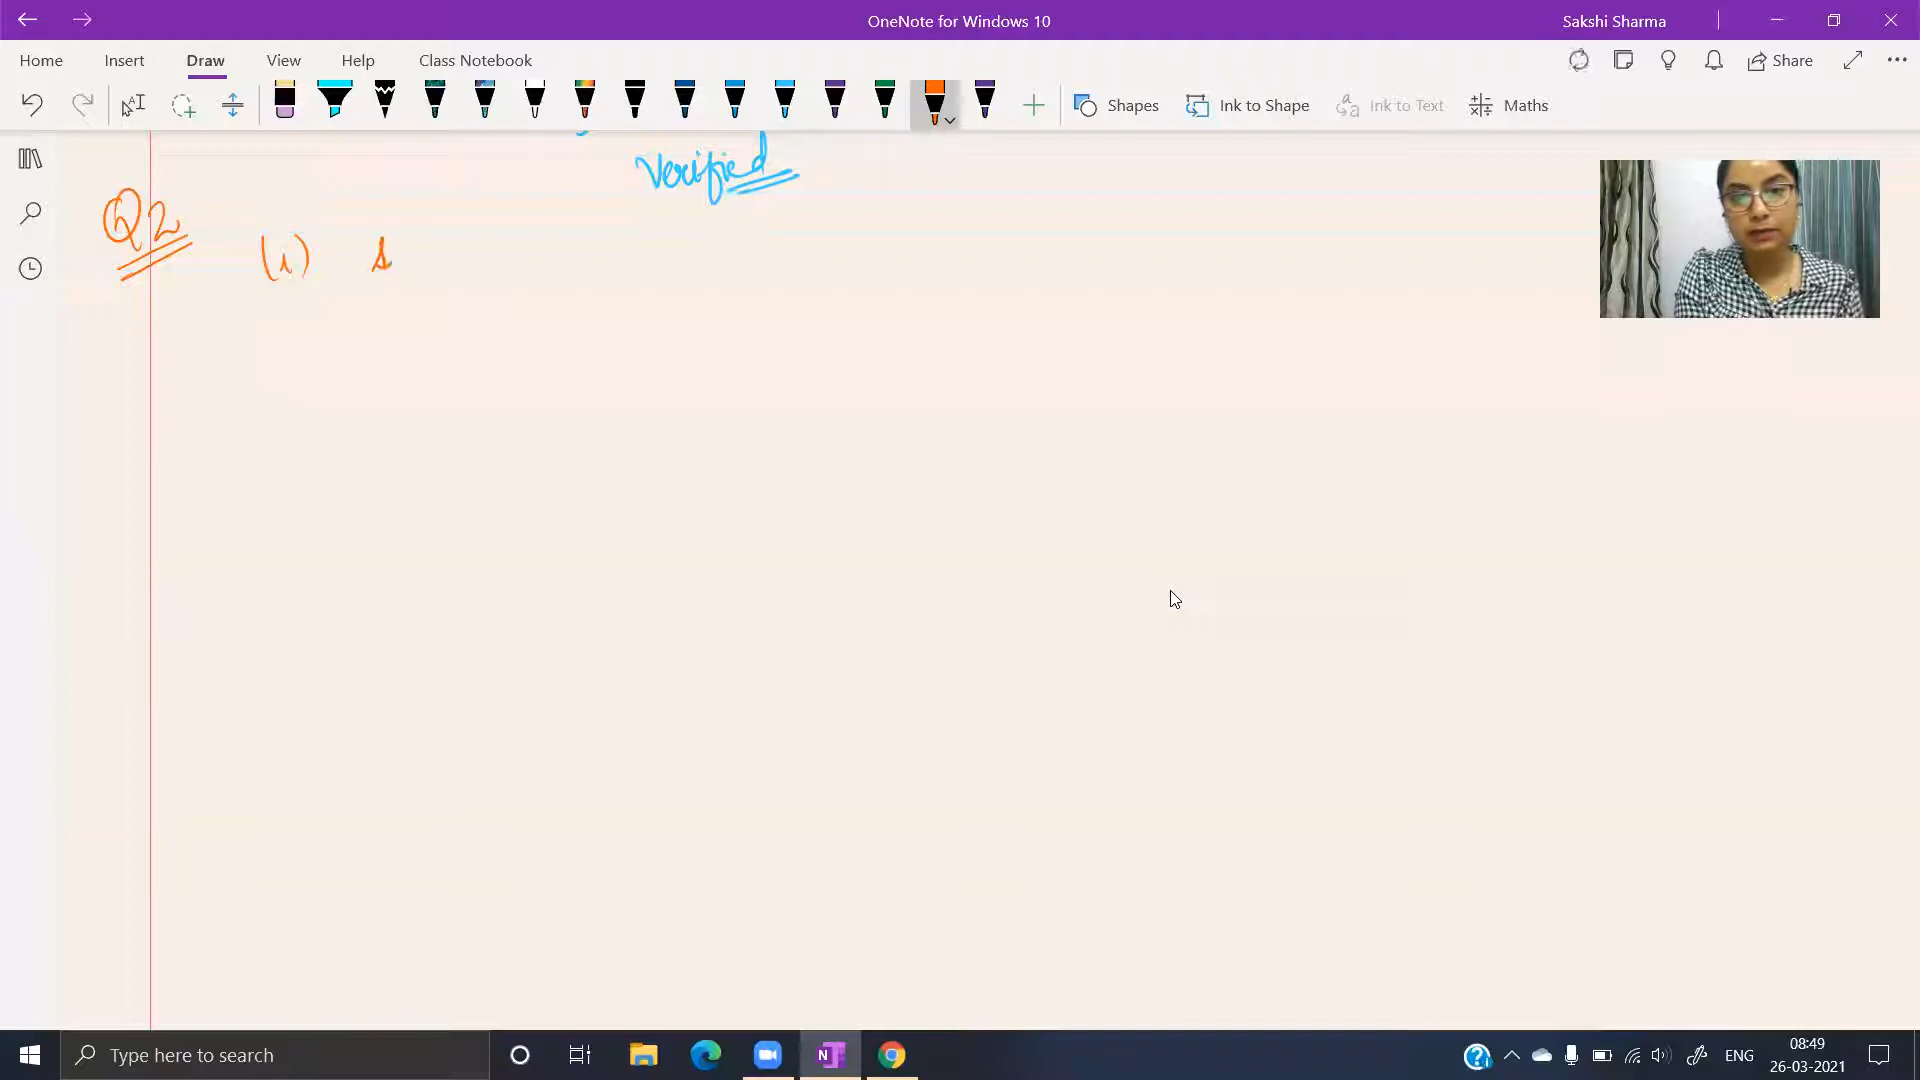 OneNote for Windows 10
Sakshi Sharma
Home Insert Draw View Help Class Notebook
Share
Shapes Ink to Shape Ink to Text Maths
Verified
Q2
(i) s
Type here to search
ENG
08:49
26-03-2021